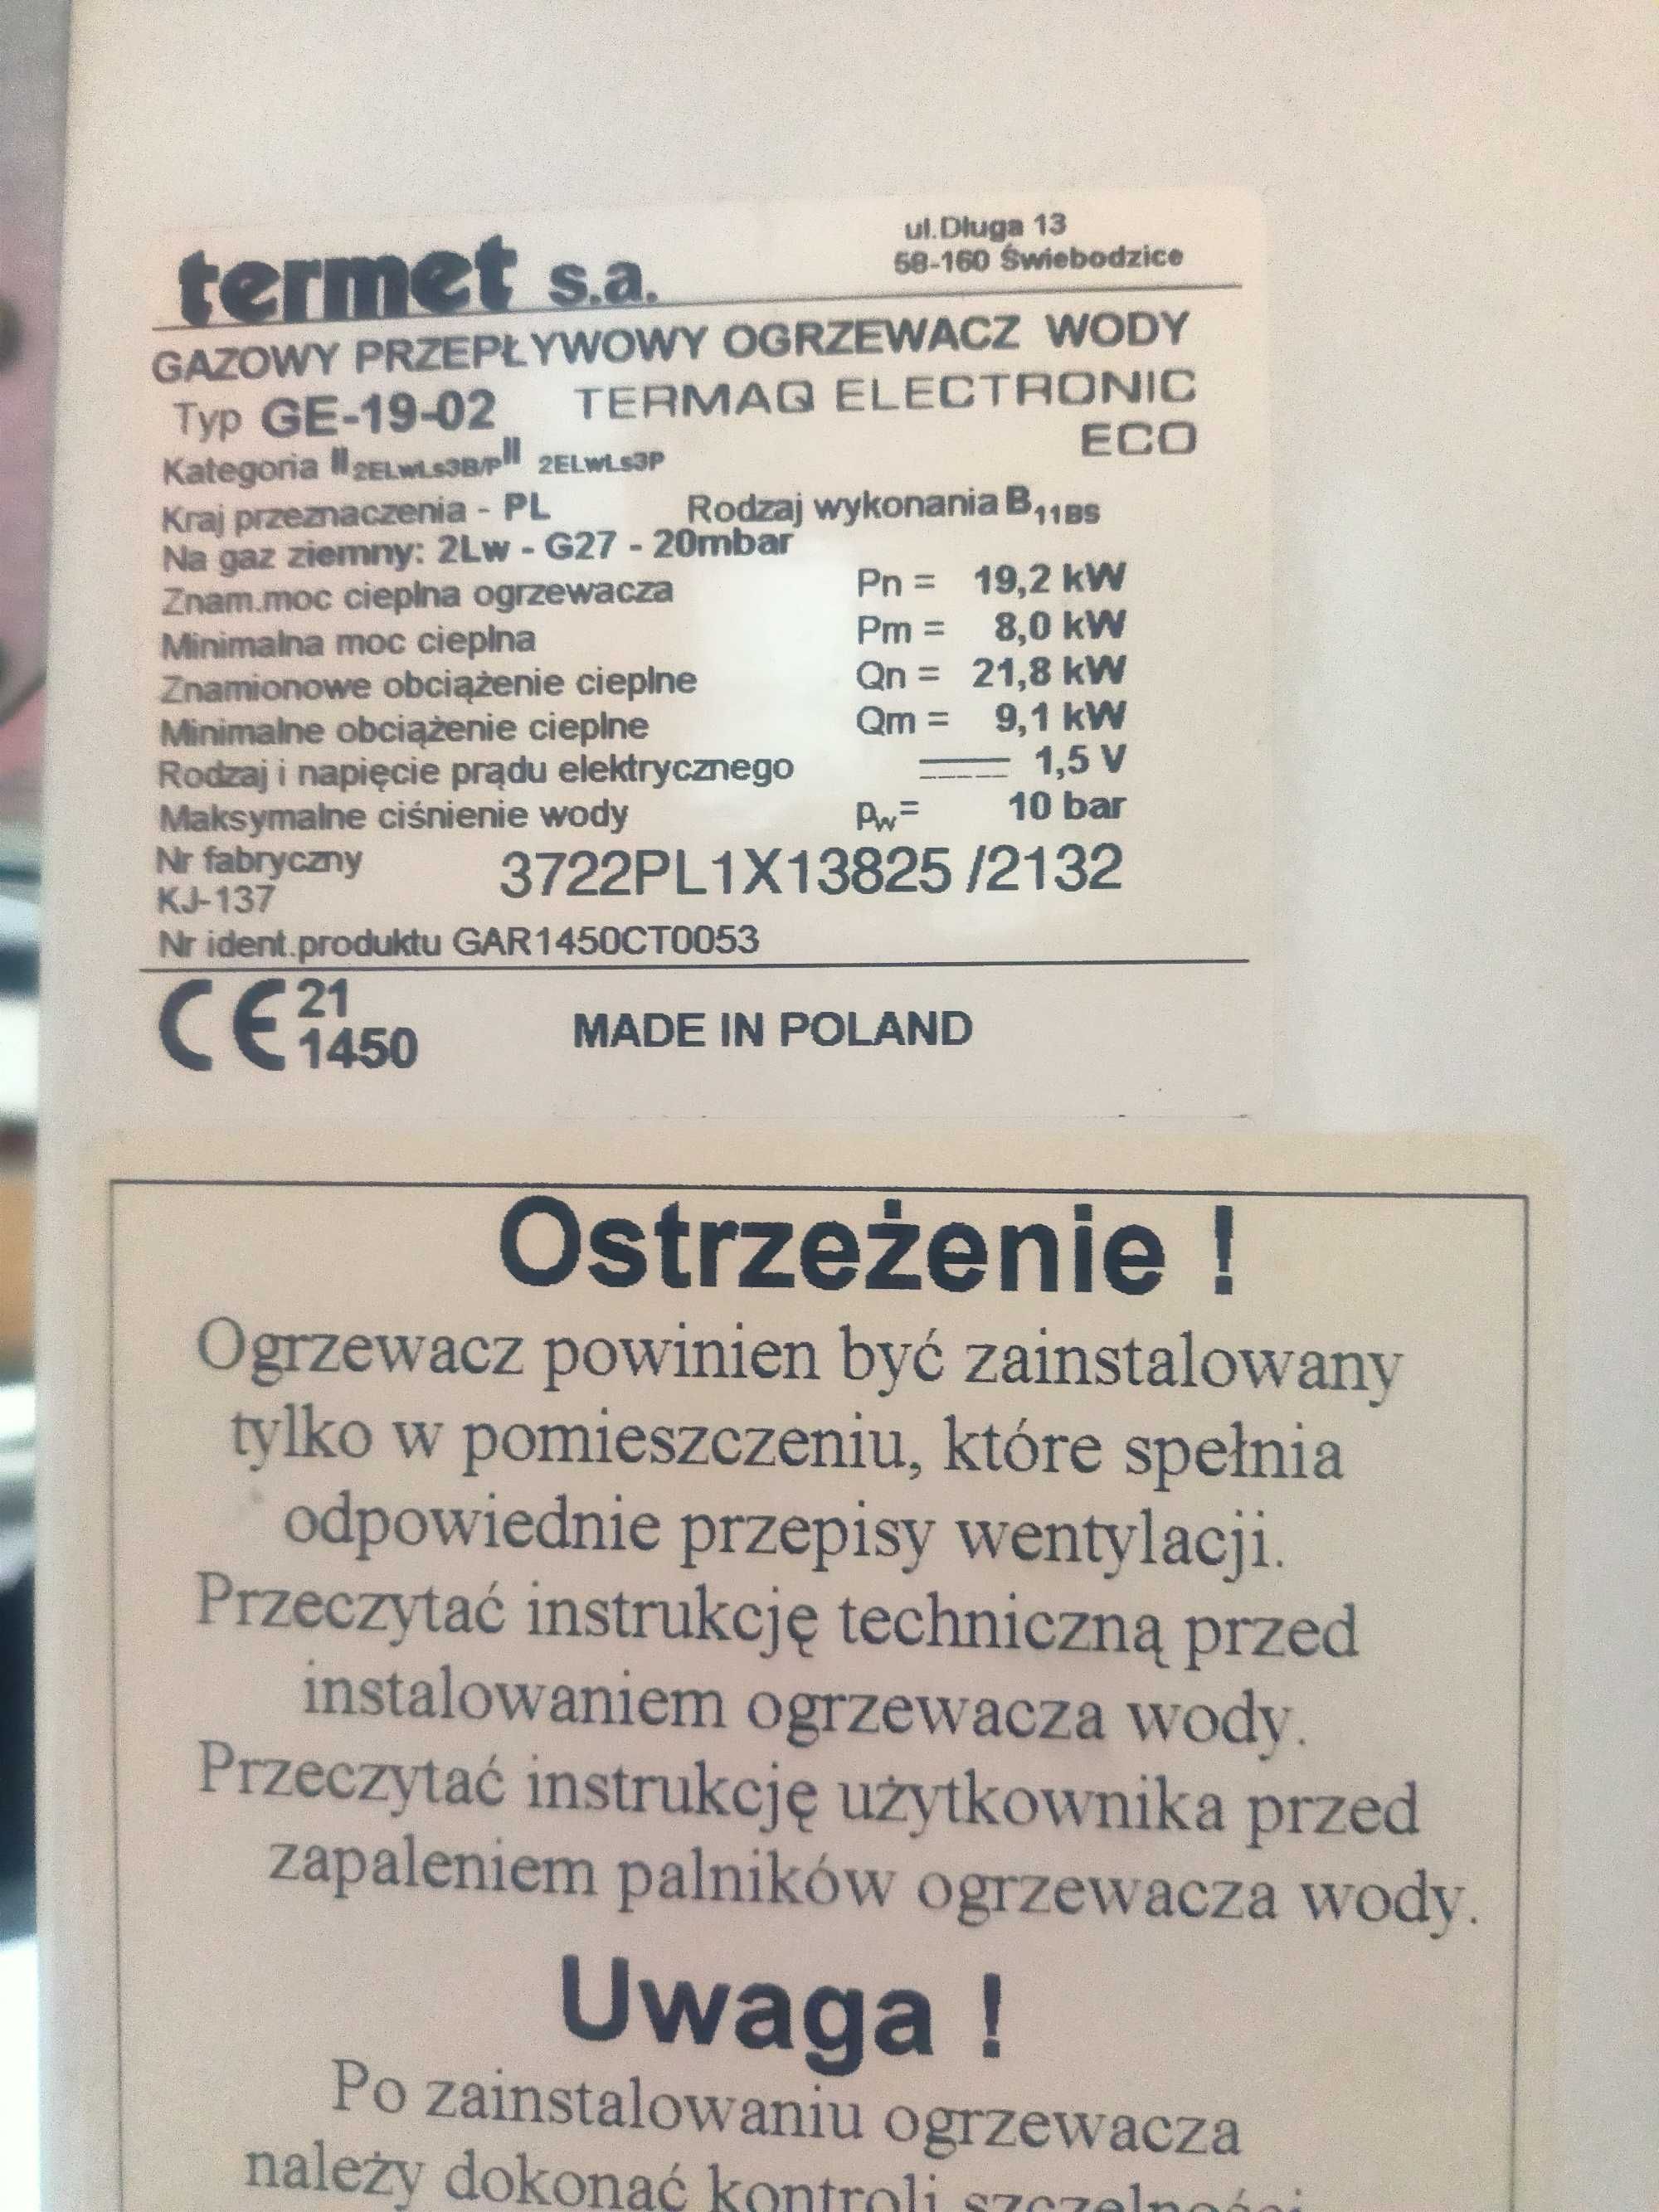 termet s.a.
ul.Długa 13
58-160 Świebodzice
GAZOWY PRZEPŁYWOWY OGRZEWACZ WODY
Typ GE-19-02 TERMAQ ELECTRONIC
ECO
Kategoria II2ELwLs3B/PII 2ELwLs3P
Kraj przeznaczenia - PL Rodzaj wykonania B11BS
Na gaz ziemny: 2Lw - G27 - 20mbar
Znam.moc cieplna ogrzewacza Pn = 19,2 kW
Minimalna moc cieplna Pm = 8,0 kW
Znamionowe obciążenie cieplne Qn = 21,8 kW
Minimalne obciążenie cieplne Qm = 9,1 kW
Rodzaj i napięcie prądu elektrycznego 1,5 V
Maksymalne ciśnienie wody pw= 10 bar
Nr fabryczny 3722PL1X13825 /2132
KJ-137
Nr ident.produktu GAR1450CT0053
CE 21
1450
MADE IN POLAND
Ostrzeżenie !
Ogrzewacz powinien być zainstalowany
tylko w pomieszczeniu, które spełnia
odpowiednie przepisy wentylacji.
Przeczytać instrukcję techniczną przed
instalowaniem ogrzewacza wody.
Przeczytać instrukcję użytkownika przed
zapaleniem palników ogrzewacza wody.
Uwaga !
Po zainstalowaniu ogrzewacza
należy dokonać kontroli szczelności